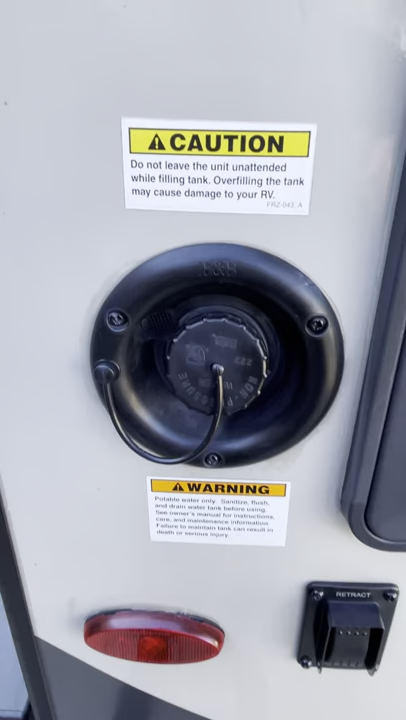 CAUTION
Do not leave the unit unattended
while filling tank. Overfilling the tank
may cause damage to your RV.
FRZ-043_A
WARNING
Potable water only. Sanitize, flush,
and drain water tank before using.
See owner's manual for instructions,
care, and maintenance information.
Failure to maintain tank can result in
death or serious injury.
RETRACT